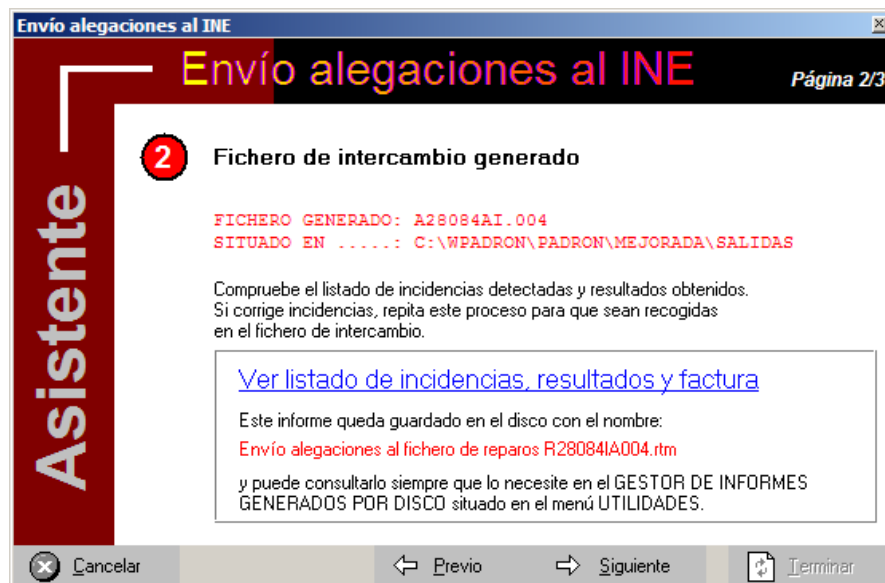 Envío alegaciones al INE
Envío alegaciones al INE
Página 2/3
Asistente
2
Fichero de intercambio generado
FICHERO GENERADO: A28084AI.004
SITUADO EN .....: C:\WPADRON\PADRON\MEJORADA\SALIDAS
Compruebe el listado de incidencias detectadas y resultados obtenidos.
Si corrige incidencias, repita este proceso para que sean recogidas
en el fichero de intercambio.
Ver listado de incidencias, resultados y factura
Este informe queda guardado en el disco con el nombre:
Envío alegaciones al fichero de reparos R28084IA004.rtm
y puede consultarlo siempre que lo necesite en el GESTOR DE INFORMES
GENERADOS POR DISCO situado en el menú UTILIDADES.
Cancelar
Previo
Siguiente
Terminar